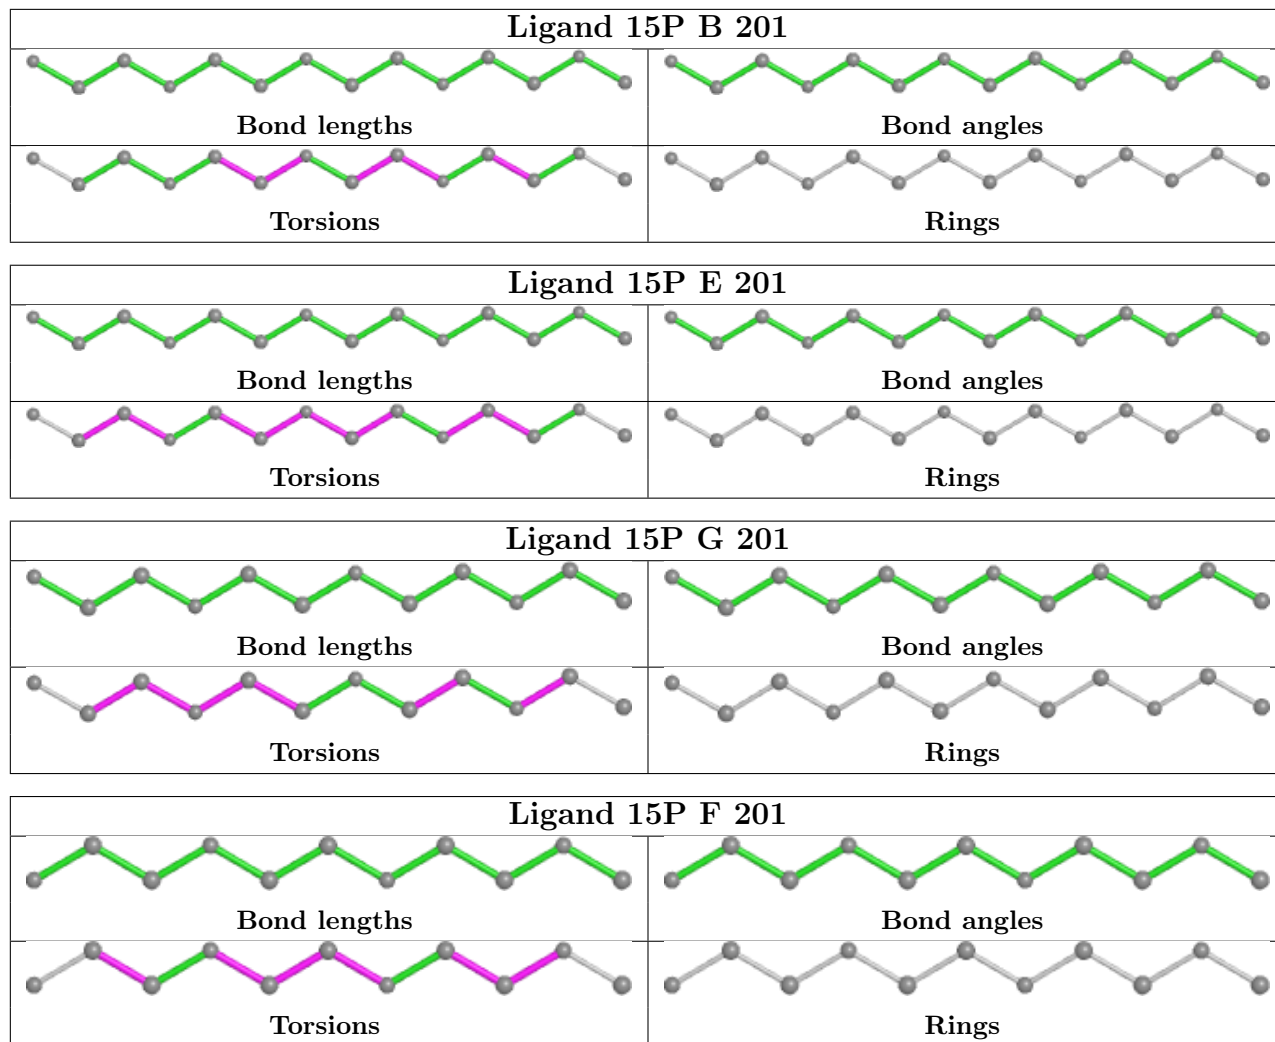 Ligand 15P B 201
Bond lengths
Bond angles
Torsions
Rings
Ligand 15P E 201
Bond lengths
Bond angles
Torsions
Rings
Ligand 15P G 201
Bond lengths
Bond angles
Torsions
Rings
Ligand 15P F 201
Bond lengths
Bond angles
Torsions
Rings